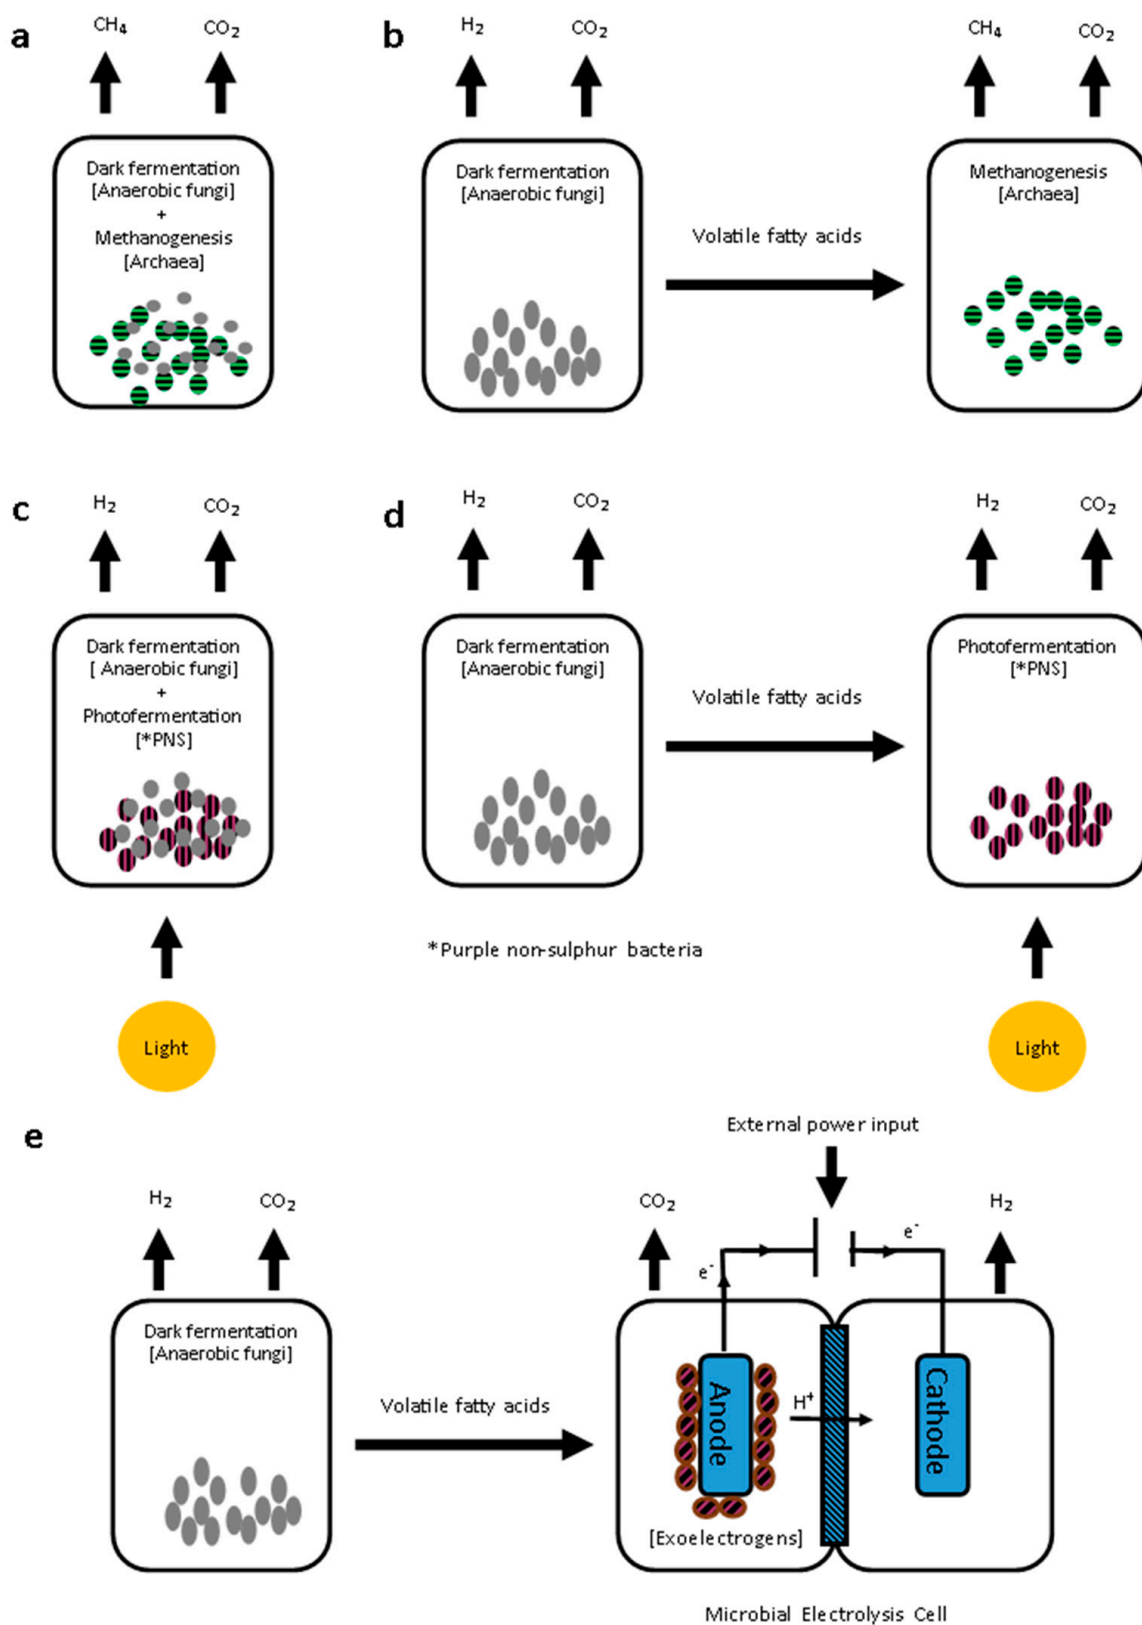 a
CH4
CO2
Dark fermentation
[Anaerobic fungi]
+
Methanogenesis
[Archaea]
b
H2
CO2
Dark fermentation
[Anaerobic fungi]
Volatile fatty acids
CH4
CO2
Methanogenesis
[Archaea]
c
H2
CO2
Dark fermentation
[ Anaerobic fungi]
+
Photofermentation
[*PNS]
Light
d
H2
CO2
Dark fermentation
[Anaerobic fungi]
Volatile fatty acids
H2
CO2
Photofermentation
[*PNS]
*Purple non-sulphur bacteria
Light
e
H2
CO2
Dark fermentation
[Anaerobic fungi]
Volatile fatty acids
External power input
CO2
H2
e-
e-
Anode
H+
Cathode
[Exoelectrogens]
Microbial Electrolysis Cell